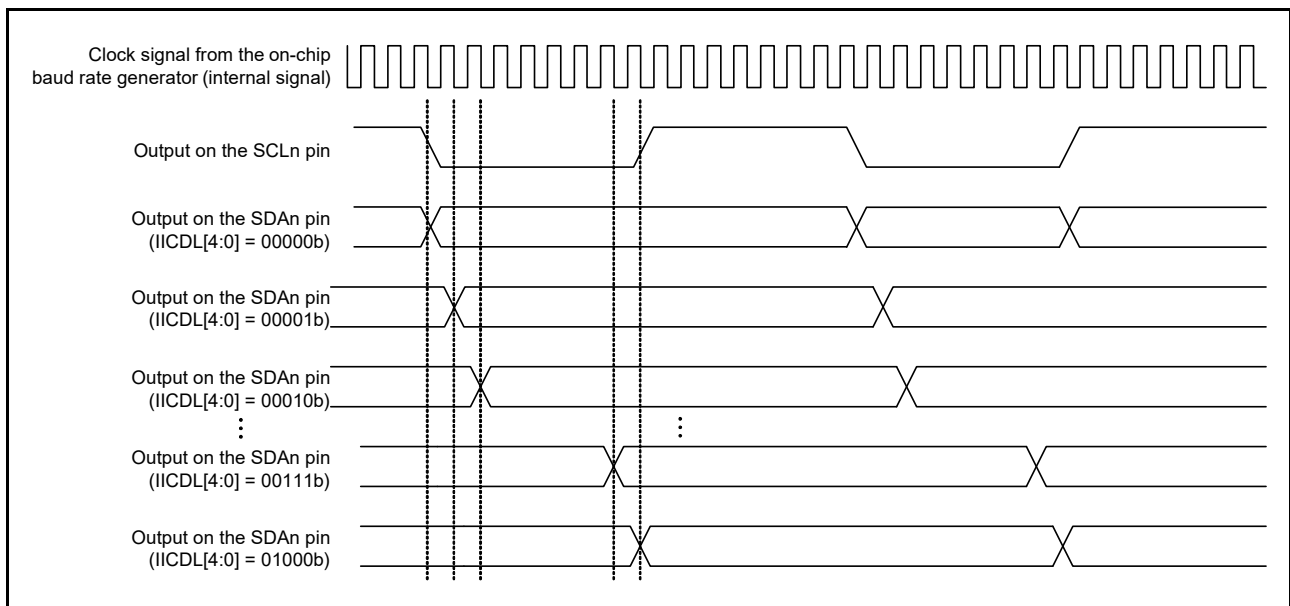 Clock signal from the on-chip
baud rate generator (internal signal)
Output on the SCLn pin
Output on the SDAn pin
(IICDL[4:0] = 00000b)
Output on the SDAn pin
(IICDL[4:0] = 00001b)
Output on the SDAn pin
(IICDL[4:0] = 00010b)
Output on the SDAn pin
(IICDL[4:0] = 00111b)
Output on the SDAn pin
(IICDL[4:0] = 01000b)